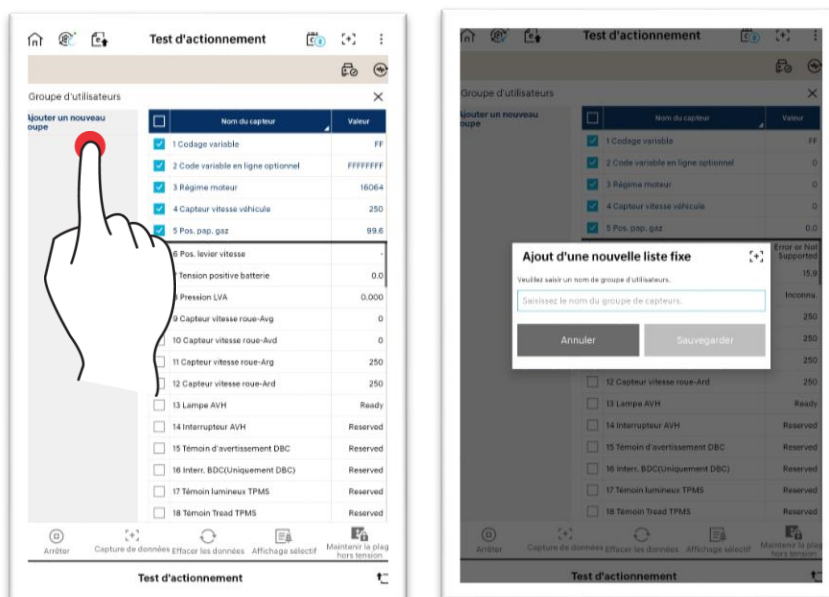 Test d'actionnement
Groupe d'utilisateurs
Ajouter un nouveau
oupe
Nom du capteur Valeur
1 Codage variable FF
2 Code variable en ligne optionnel FFFFFFFF
3 Régime moteur 16064
4 Capteur vitesse véhicule 250
5 Pos. pap. gaz 99.6
6 Pos. levier vitesse -
7 Tension positive batterie 0.0
Pression LVA 0.000
9 Capteur vitesse roue-Avg 0
10 Capteur vitesse roue-Avd 0
11 Capteur vitesse roue-Arg 250
12 Capteur vitesse roue-Ard 250
13 Lampe AVH Ready
14 Interrupteur AVH Reserved
15 Témoin d'avertissement DBC Reserved
16 Interr. BDC(Uniquement DBC) Reserved
17 Témoin lumineux TPMS Reserved
18 Témoin Tread TPMS Reserved
Arrêter Capture de données Effacer les données Affichage sélectif Maintenir la plag
hors tension
Test d'actionnement
Test d'actionnement
Groupe d'utilisateurs
Ajouter un nouveau
oupe
Nom du capteur Valeur
1 Codage variable FF
2 Code variable en ligne optionnel 0
3 Régime moteur 0
4 Capteur vitesse véhicule 0
5 Pos. pap. gaz 0.0
Error or Not
Supported
15.9
Inconnu.
250
250
250
Ajout d'une nouvelle liste fixe
Veuillez saisir un nom de groupe d'utilisateurs.
Saisissez le nom du groupe de capteurs.
Annuler Sauvegarder
12 Capteur vitesse roue-Ard 250
13 Lampe AVH Ready
14 Interrupteur AVH Reserved
15 Témoin d'avertissement DBC Reserved
16 Interr. BDC(Uniquement DBC) Reserved
17 Témoin lumineux TPMS Reserved
18 Témoin Tread TPMS Reserved
Arrêter Capture de données Effacer les données Affichage sélectif Maintenir la plag
hors tension
Test d'actionnement